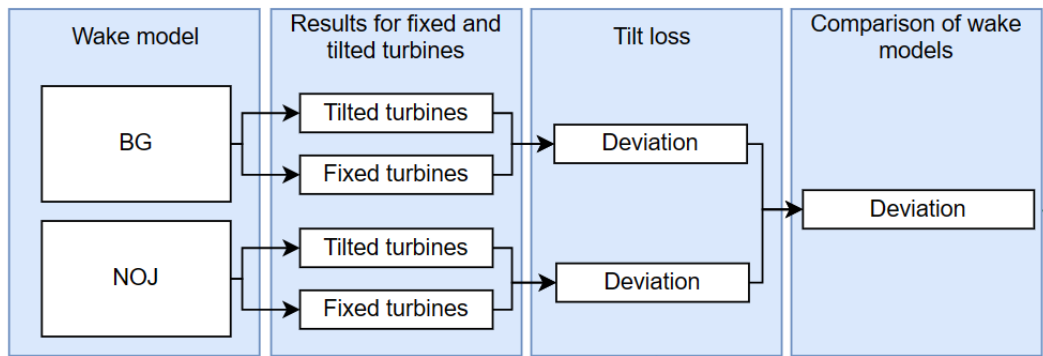 Wake model
Results for fixed and
tilted turbines
Tilt loss
Comparison of wake
models
BG
Tilted turbines
Fixed turbines
Deviation
Deviation
NOJ
Tilted turbines
Fixed turbines
Deviation